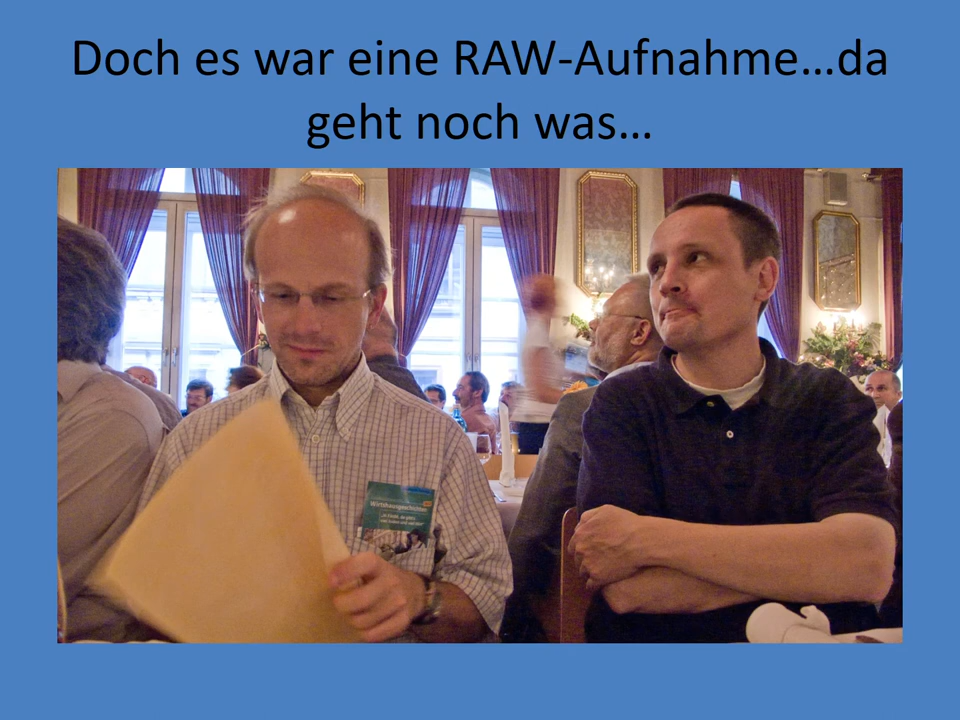 Doch es war eine RAW-Aufnahme…da
geht noch was…
Wirtshausgeschichten